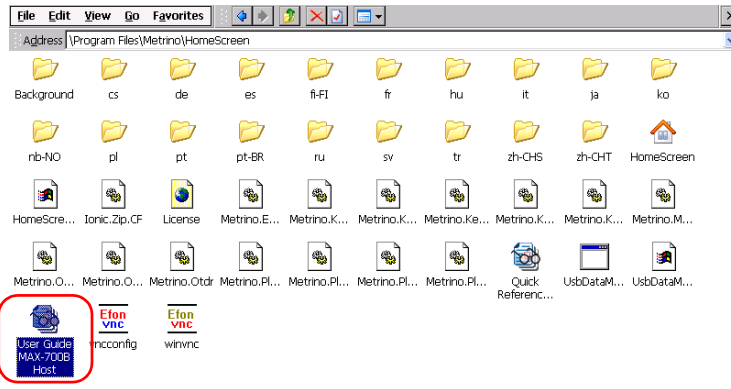 File Edit View Go Favorites
Address \Program Files\Metrino\HomeScreen
Background cs de es fi-FI fr hu it ja ko
nb-NO pl pt pt-BR ru sv tr zh-CHS zh-CHT HomeScreen
HomeScre... Ionic.Zip.CF License Metrino.E... Metrino.K... Metrino.K... Metrino.Ke... Metrino.K... Metrino.K... Metrino.M...
Metrino.O... Metrino.O... Metrino.Otdr Metrino.Pl... Metrino.Pl... Metrino.Pl... Metrino.Pl... Quick UsbDataM... UsbDataM...
Referenc...
Efon Efon
vnc vnc
User Guide vncconfig winvnc
MAX-700B
Host